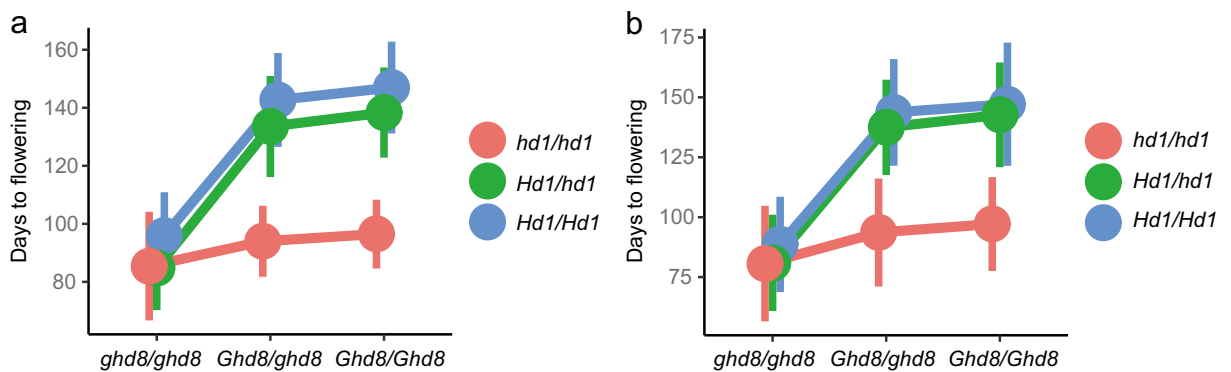 a
160
140
120
100
80
Days to flowering
ghd8/ghd8 Ghd8/ghd8 Ghd8/Ghd8
hd1/hd1
Hd1/hd1
Hd1/Hd1
b
175
150
125
100
75
Days to flowering
ghd8/ghd8 Ghd8/ghd8 Ghd8/Ghd8
hd1/hd1
Hd1/hd1
Hd1/Hd1